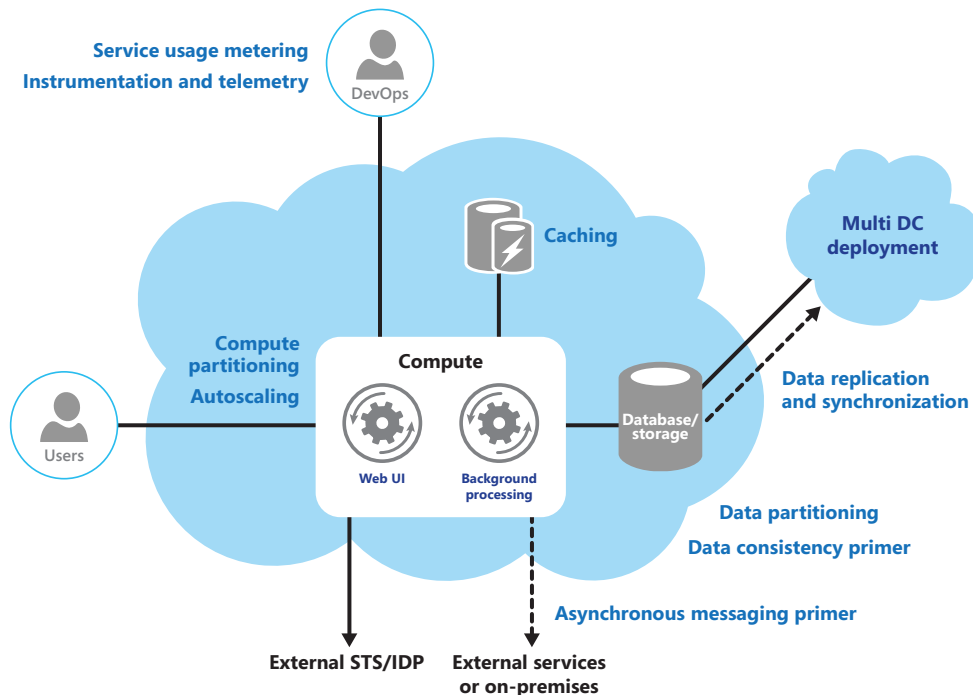 Service usage metering
Instrumentation and telemetry
DevOps
Caching
Multi DC
deployment
Compute
partitioning
Autoscaling
Compute
Web UI
Background
processing
Database/
storage
Data replication
and synchronization
Users
Data partitioning
Data consistency primer
Asynchronous messaging primer
External STS/IDP
External services
or on-premises